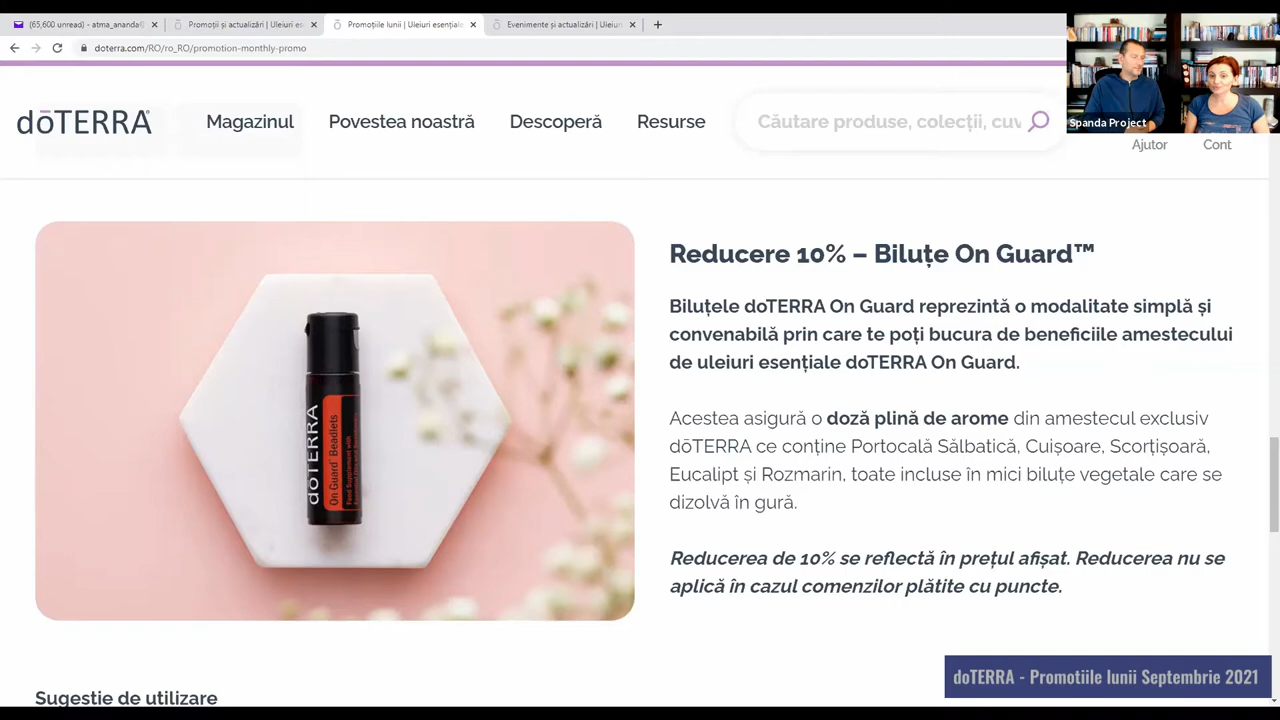 (65,600 unread) - atma_ananda@
Promoții și actualizări | Uleiuri es
Promoțiile lunii | Uleiuri esențiale
Evenimente și actualizări | Uleiuri
doterra.com/RO/ro_RO/promotion-monthly-promo
dōTERRA
Magazinul
Povestea noastră
Descoperă
Resurse
Căutare produse, colecții, cuv
Spanda Project
Ajutor
Cont
Reducere 10% – Biluțe On Guard™
Biluțele doTERRA On Guard reprezintă o modalitate simplă și
convenabilă prin care te poți bucura de beneficiile amestecului
de uleiuri esențiale doTERRA On Guard.
Acestea asigură o doză plină de arome din amestecul exclusiv
dōTERRA ce conține Portocală Sălbatică, Cuișoare, Scorțișoară,
Eucalipt și Rozmarin, toate incluse în mici biluțe vegetale care se
dizolvă în gură.
Reducerea de 10% se reflectă în prețul afișat. Reducerea nu se
aplică în cazul comenzilor plătite cu puncte.
dōTERRA
On Guard Beadlets
Food Supplement with
Sugestie de utilizare
doTERRA - Promotiile lunii Septembrie 2021